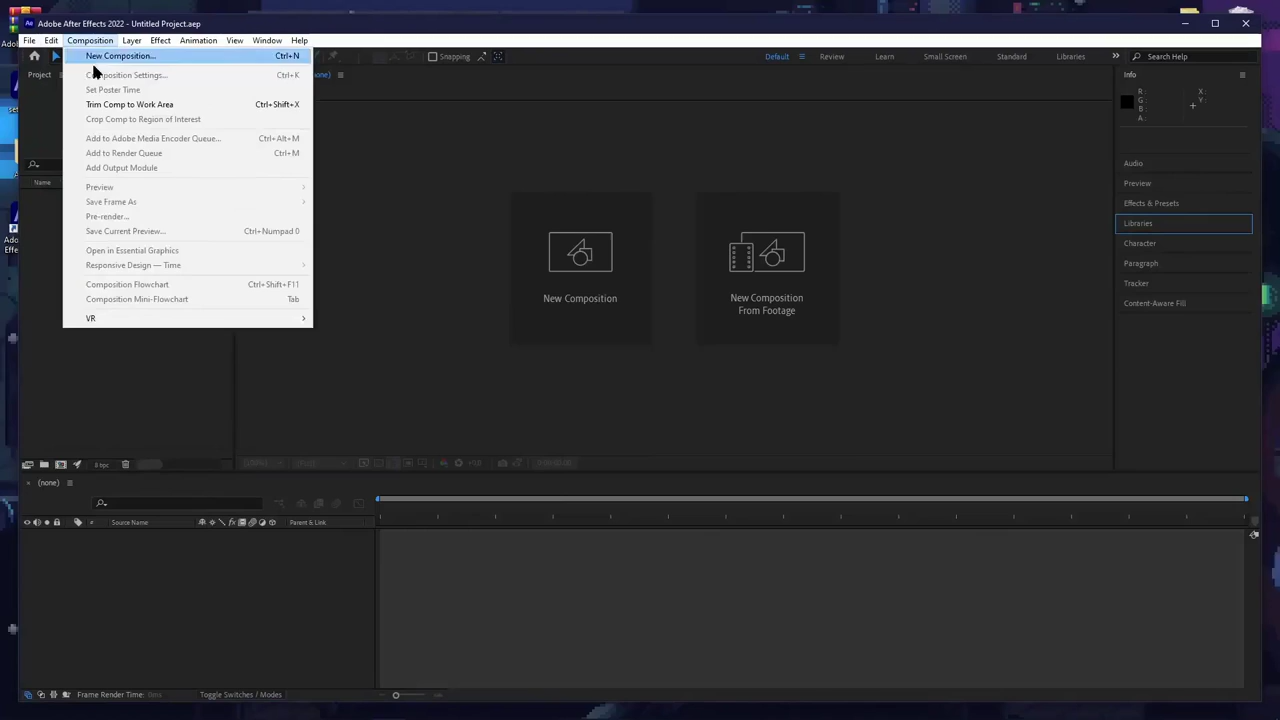 Adobe After Effects 2022 - Untitled Project.aep
File Edit Composition Layer Effect Animation View Window Help
Snapping
Default Review Learn Small Screen Standard Libraries Search Help
Project
New Composition... Ctrl+N
Composition Settings... Ctrl+K
Set Poster Time
Trim Comp to Work Area Ctrl+Shift+X
Crop Comp to Region of Interest
Add to Adobe Media Encoder Queue... Ctrl+Alt+M
Add to Render Queue Ctrl+M
Add Output Module
Preview
Save Frame As
Pre-render...
Save Current Preview... Ctrl+Numpad 0
Open in Essential Graphics
Responsive Design — Time
Composition Flowchart Ctrl+Shift+F11
Composition Mini-Flowchart Tab
VR
Name
New Composition
New Composition
From Footage
Info
R:
G:
B:
A:
X:
Y:
Audio
Preview
Effects & Presets
Libraries
Character
Paragraph
Tracker
Content-Aware Fill
8 bpc
(none)
# Source Name
Parent & Link
Frame Render Time: 0ms
Toggle Switches / Modes